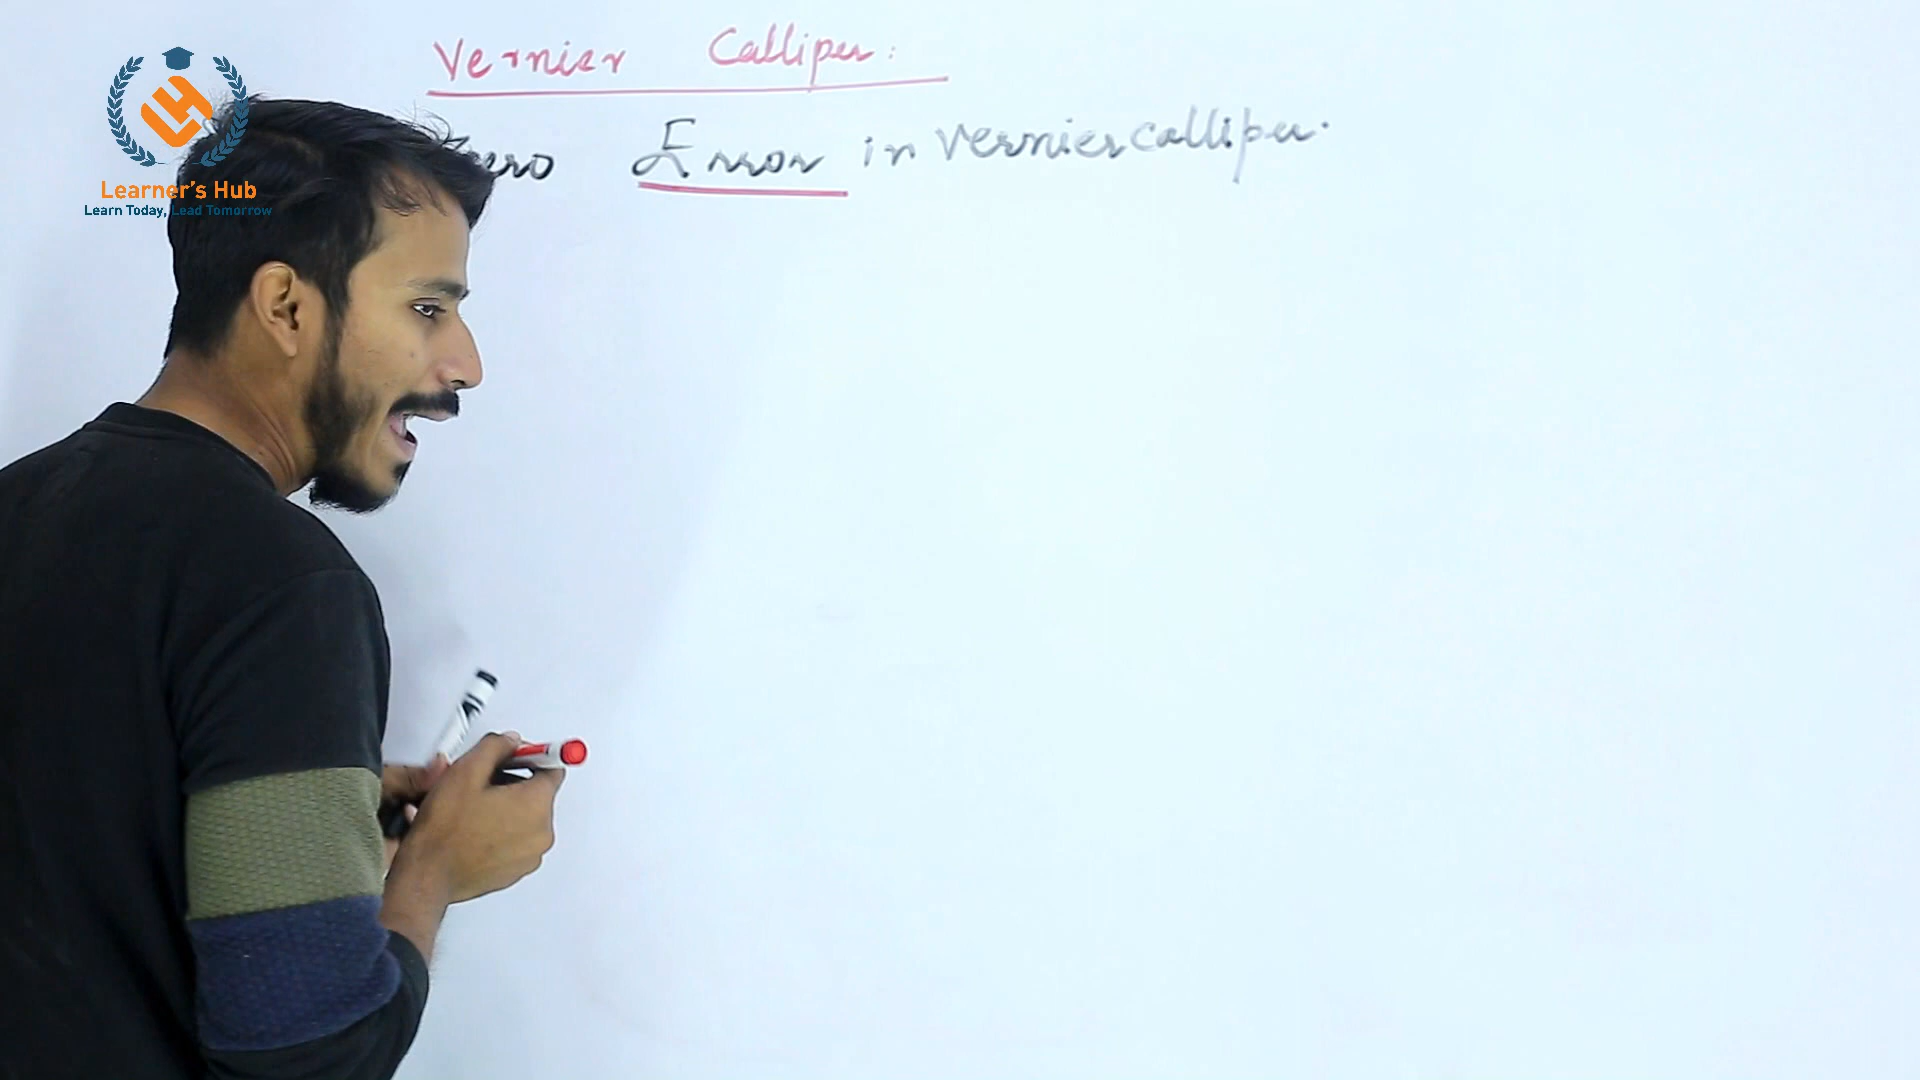 Vernier Calliper:
Learner's Hub
Learn Today, Lead Tomorrow
Zero Error in Vernier calliper.